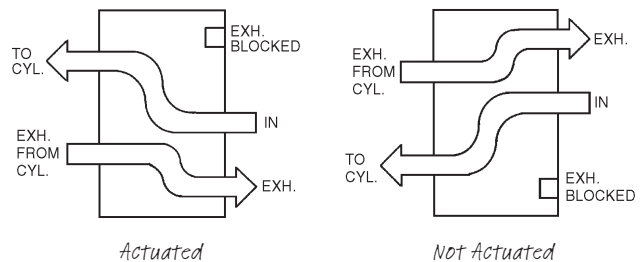 TO
CYL.
EXH.
BLOCKED
IN
EXH.
FROM
CYL.
EXH.
Actuated
EXH.
FROM
CYL.
EXH.
IN
TO
CYL.
EXH.
BLOCKED
Not Actuated